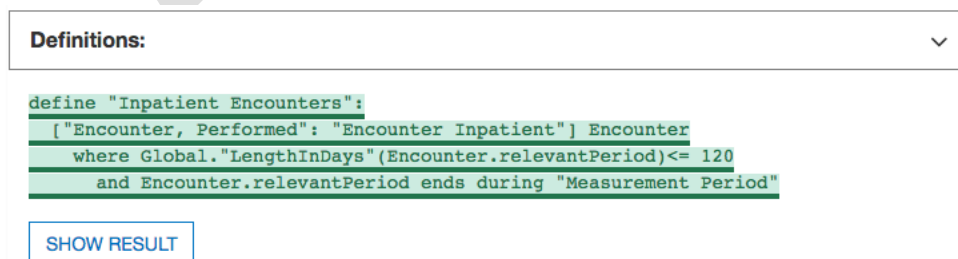 Definitions:
define "Inpatient Encounters":
["Encounter, Performed": "Encounter Inpatient"] Encounter
where Global."LengthInDays"(Encounter.relevantPeriod)<= 120
and Encounter.relevantPeriod ends during "Measurement Period"
SHOW RESULT